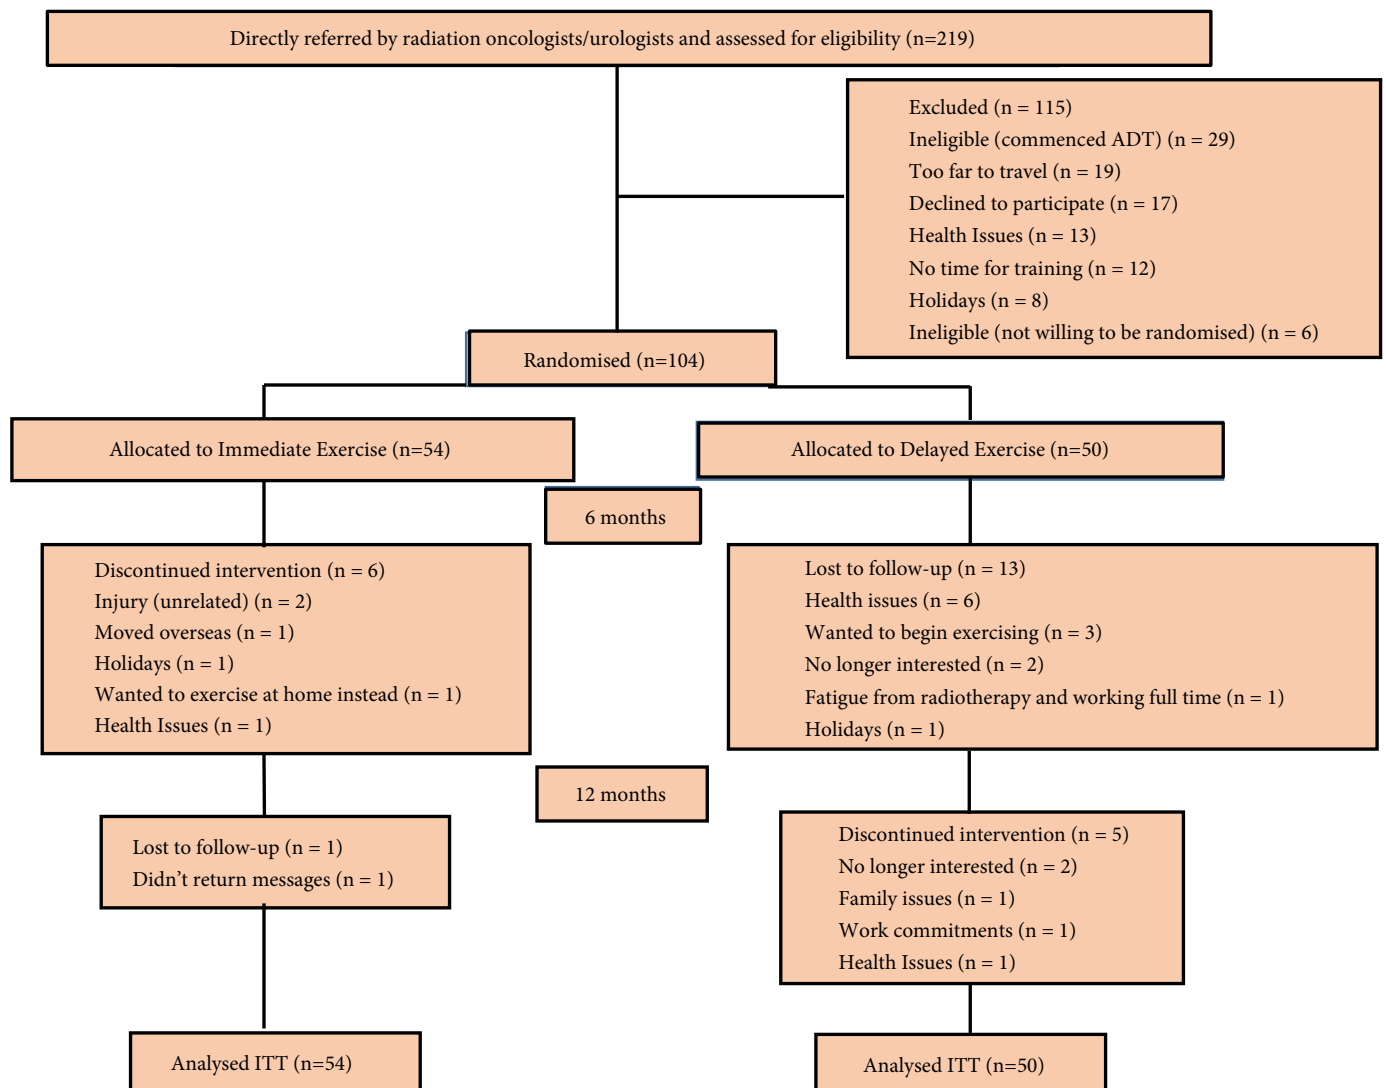 Directly referred by radiation oncologists/urologists and assessed for eligibility (n=219)
Excluded (n = 115)
Ineligible (commenced ADT) (n = 29)
Too far to travel (n = 19)
Declined to participate (n = 17)
Health Issues (n = 13)
No time for training (n = 12)
Holidays (n = 8)
Ineligible (not willing to be randomised) (n = 6)
Randomised (n=104)
Allocated to Immediate Exercise (n=54)
Allocated to Delayed Exercise (n=50)
6 months
Discontinued intervention (n = 6)
Injury (unrelated) (n = 2)
Moved overseas (n = 1)
Holidays (n = 1)
Wanted to exercise at home instead (n = 1)
Health Issues (n = 1)
Lost to follow-up (n = 13)
Health issues (n = 6)
Wanted to begin exercising (n = 3)
No longer interested (n = 2)
Fatigue from radiotherapy and working full time (n = 1)
Holidays (n = 1)
12 months
Lost to follow-up (n = 1)
Didn't return messages (n = 1)
Discontinued intervention (n = 5)
No longer interested (n = 2)
Family issues (n = 1)
Work commitments (n = 1)
Health Issues (n = 1)
Analysed ITT (n=54)
Analysed ITT (n=50)